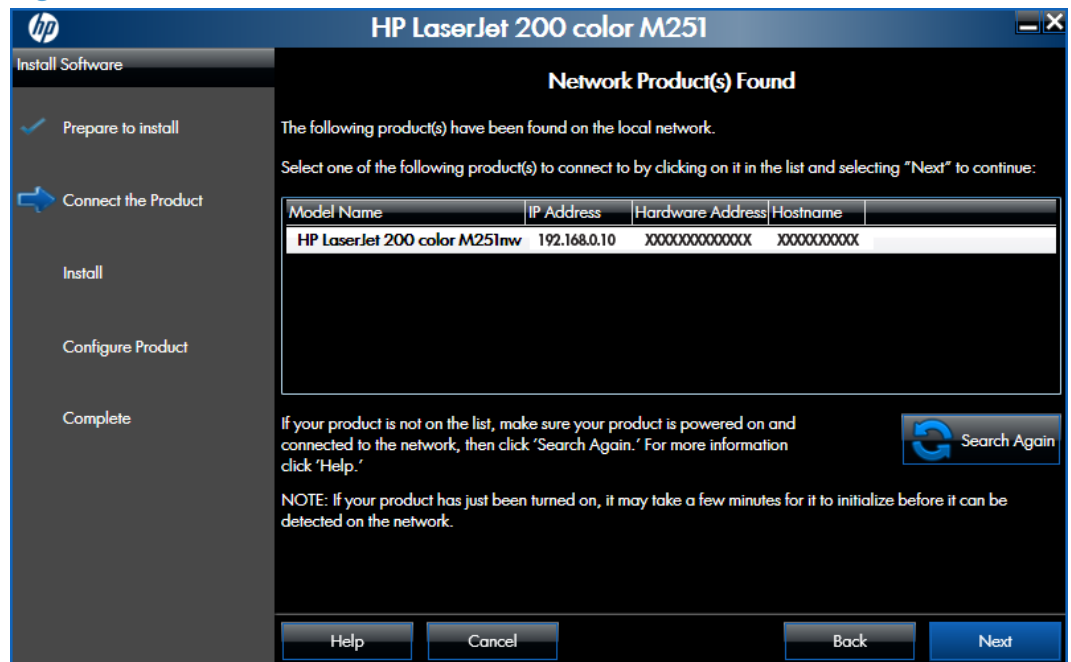 hp
HP LaserJet 200 color M251
Install Software
Prepare to install
Connect the Product
Install
Configure Product
Complete
Network Product(s) Found
The following product(s) have been found on the local network.
Select one of the following product(s) to connect to by clicking on it in the list and selecting "Next" to continue:
Model Name IP Address Hardware Address Hostname
HP LaserJet 200 color M251nw 192.168.0.10 XXXXXXXXXXXXX XXXXXXXXXX
If your product is not on the list, make sure your product is powered on and
connected to the network, then click 'Search Again.' For more information
click 'Help.'
Search Again
NOTE: If your product has just been turned on, it may take a few minutes for it to initialize before it can be
detected on the network.
Help Cancel Back Next